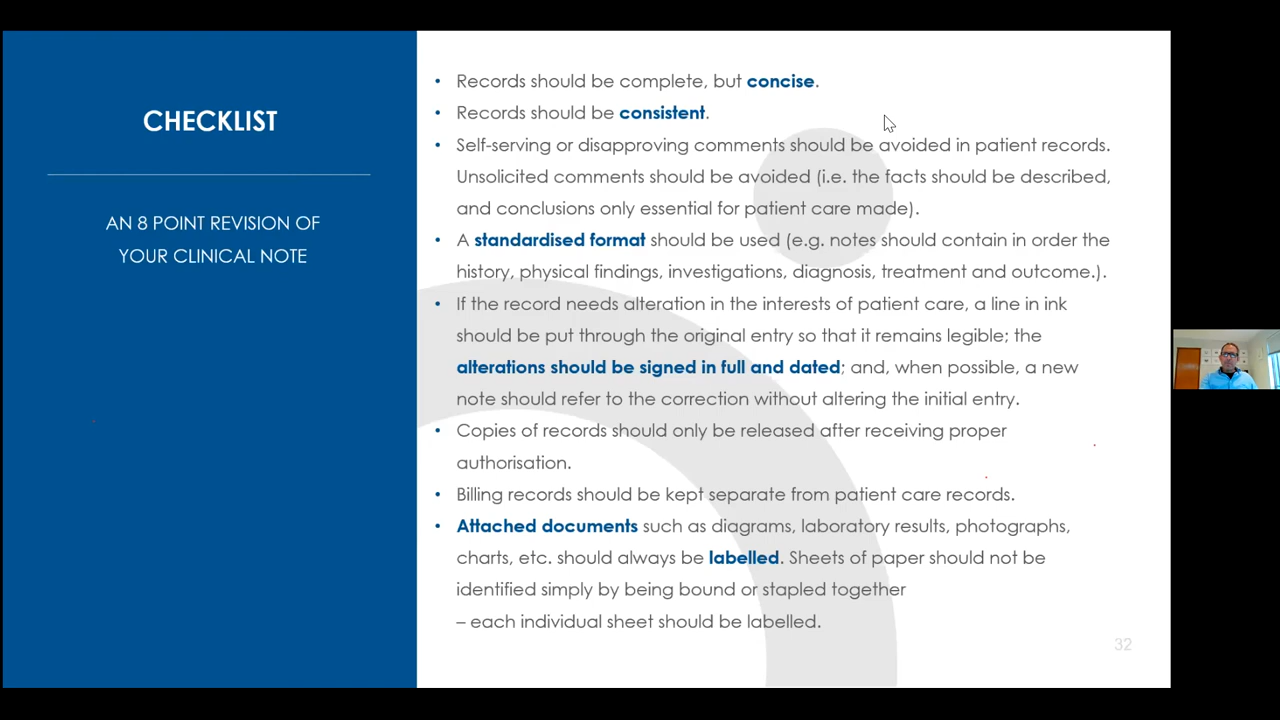 CHECKLIST
AN 8 POINT REVISION OF
YOUR CLINICAL NOTE
• Records should be complete, but concise.
• Records should be consistent.
• Self-serving or disapproving comments should be avoided in patient records.
Unsolicited comments should be avoided (i.e. the facts should be described,
and conclusions only essential for patient care made).
• A standardised format should be used (e.g. notes should contain in order the
history, physical findings, investigations, diagnosis, treatment and outcome.).
• If the record needs alteration in the interests of patient care, a line in ink
should be put through the original entry so that it remains legible; the
alterations should be signed in full and dated; and, when possible, a new
note should refer to the correction without altering the initial entry.
• Copies of records should only be released after receiving proper
authorisation.
• Billing records should be kept separate from patient care records.
• Attached documents such as diagrams, laboratory results, photographs,
charts, etc. should always be labelled. Sheets of paper should not be
identified simply by being bound or stapled together
– each individual sheet should be labelled.
32